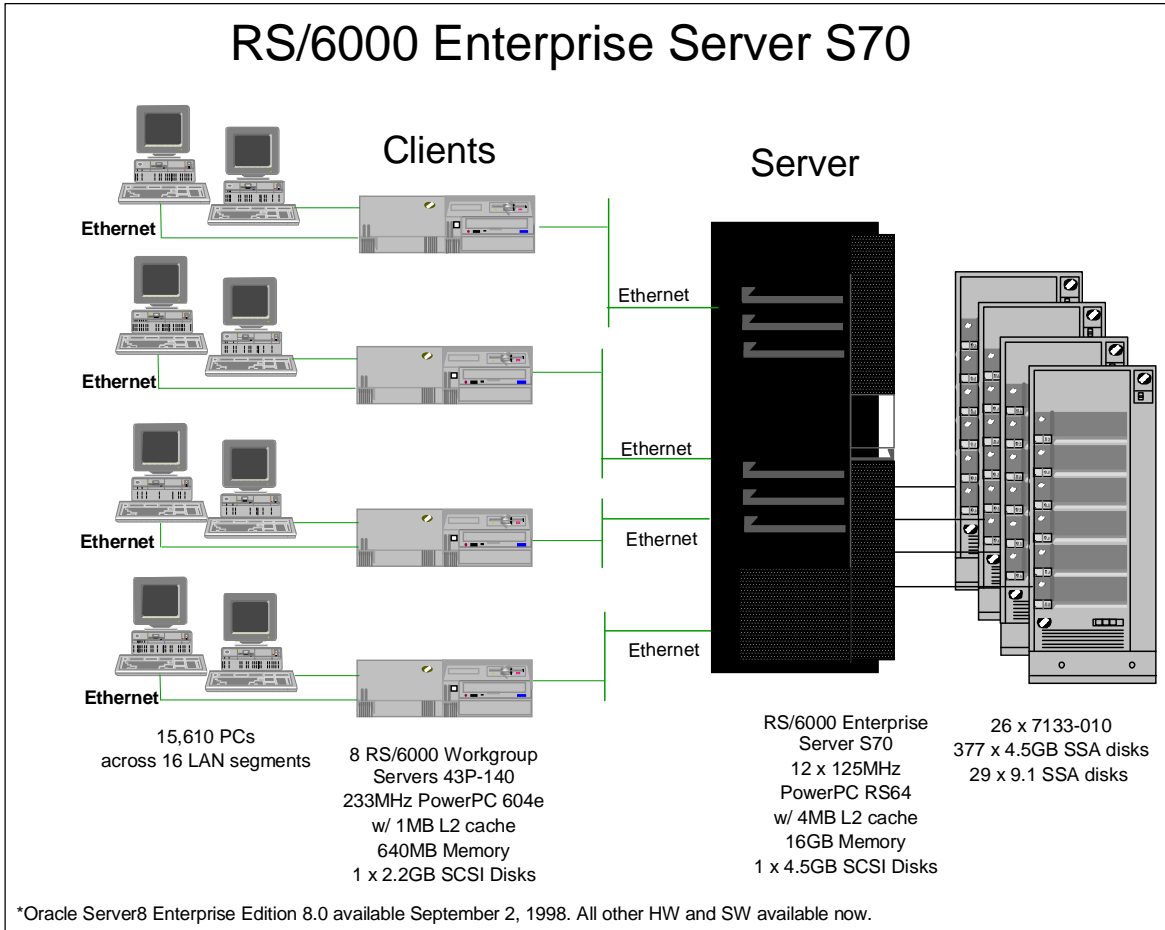 RS/6000 Enterprise Server S70
Clients
Server
Ethernet
Ethernet
Ethernet
Ethernet
Ethernet
Ethernet
Ethernet
Ethernet
15,610 PCs
across 16 LAN segments
8 RS/6000 Workgroup
Servers 43P-140
233MHz PowerPC 604e
w/ 1MB L2 cache
640MB Memory
1 x 2.2GB SCSI Disks
RS/6000 Enterprise
Server S70
12 x 125MHz
PowerPC RS64
w/ 4MB L2 cache
16GB Memory
1 x 4.5GB SCSI Disks
26 x 7133-010
377 x 4.5GB SSA disks
29 x 9.1 SSA disks
*Oracle Server8 Enterprise Edition 8.0 available September 2, 1998. All other HW and SW available now.